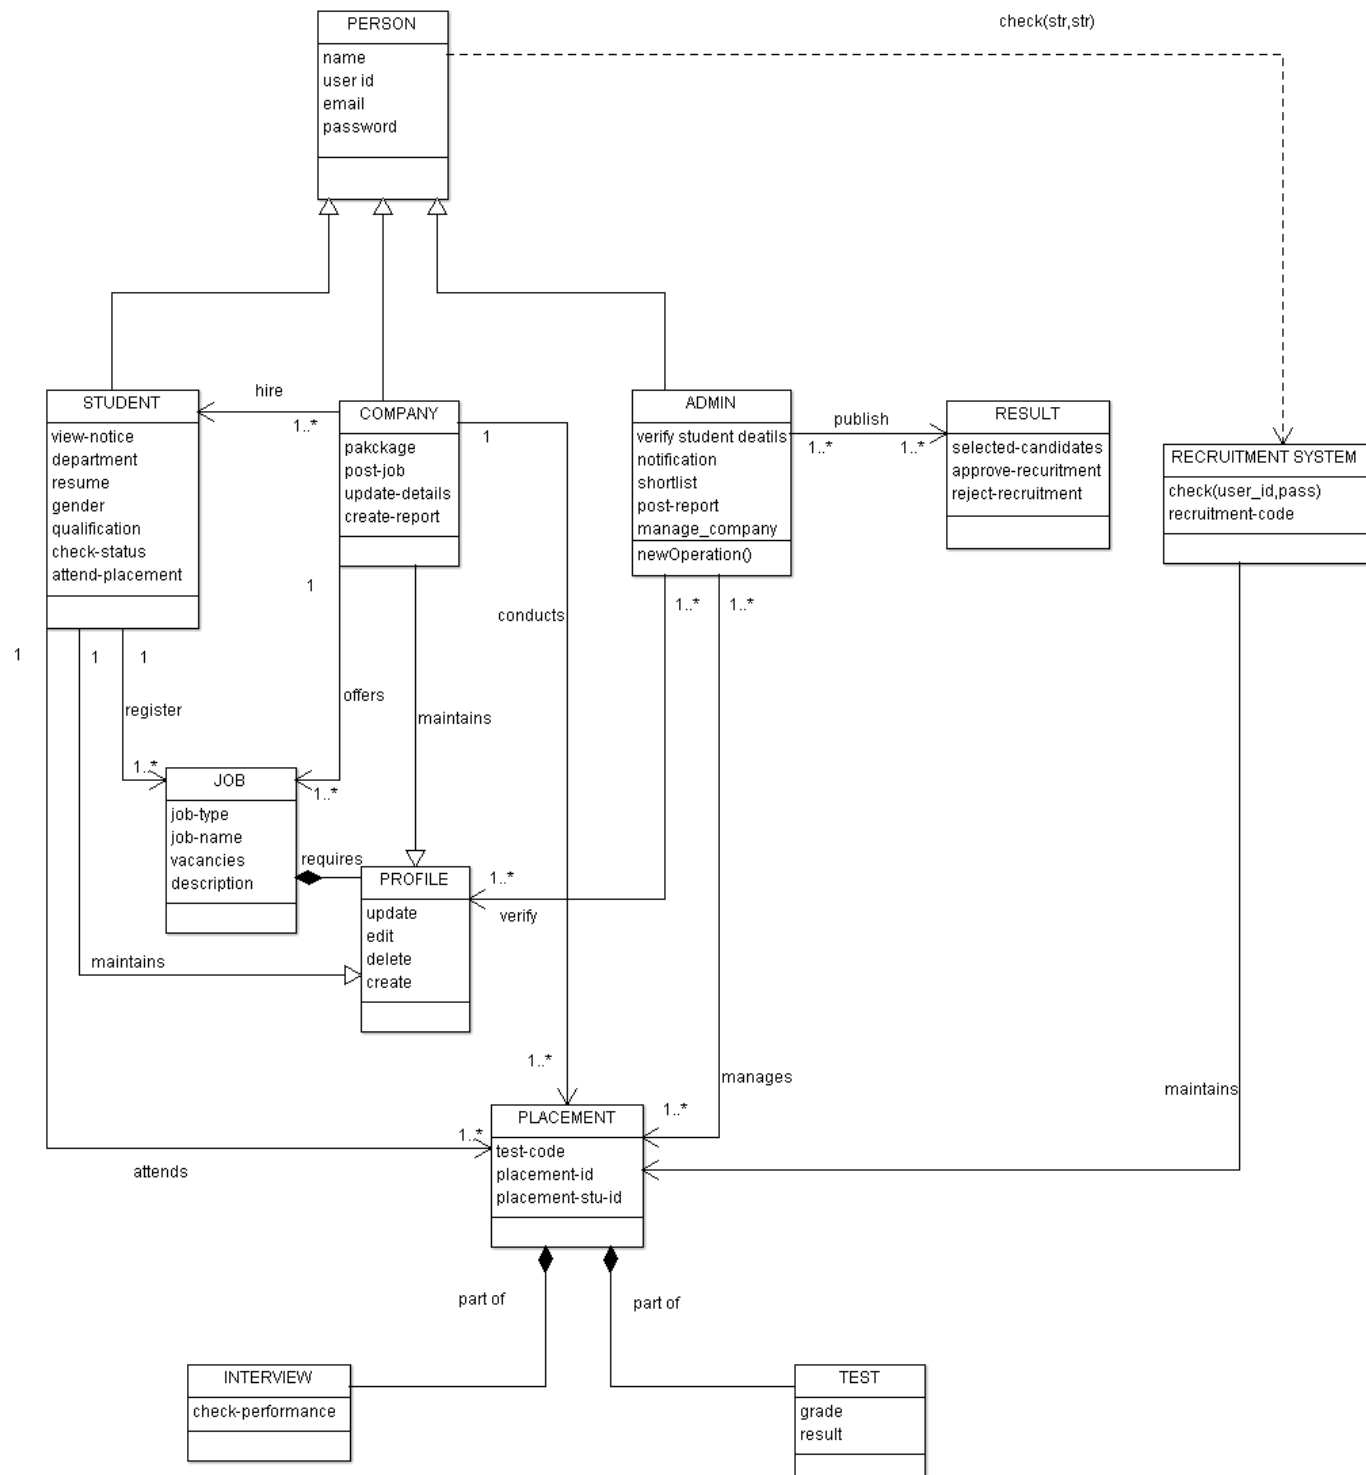 PERSON
name
user id
email
password
check(str,str)
hire
1..*
STUDENT
view-notice
department
resume
gender
qualification
check-status
attend-placement
COMPANY
pakckage
post-job
update-details
create-report
1
ADMIN
verify student deatils
notification
shortlist
post-report
manage_company
newOperation()
publish
1..*
1..*
RESULT
selected-candidates
approve-recuritment
reject-recruitment
RECRUITMENT SYSTEM
check(user_id,pass)
recruitment-code
1
1
1
1
1..*
1..*
conducts
register
offers
maintains
1..*
1..*
JOB
job-type
job-name
vacancies
description
requires
PROFILE
update
edit
delete
create
1..*
verify
maintains
1..*
manages
maintains
1..*
1..*
attends
PLACEMENT
test-code
placement-id
placement-stu-id
part of
part of
INTERVIEW
check-performance
TEST
grade
result